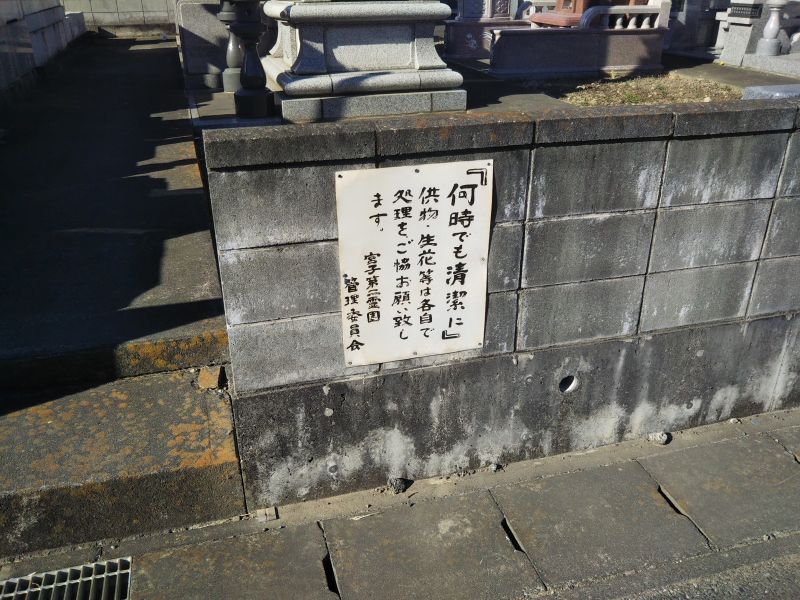 『何時でも清潔に』
供物・生花等は各自で
処理をご協お願い致し
ます。
宮子第二霊園
管理委員会